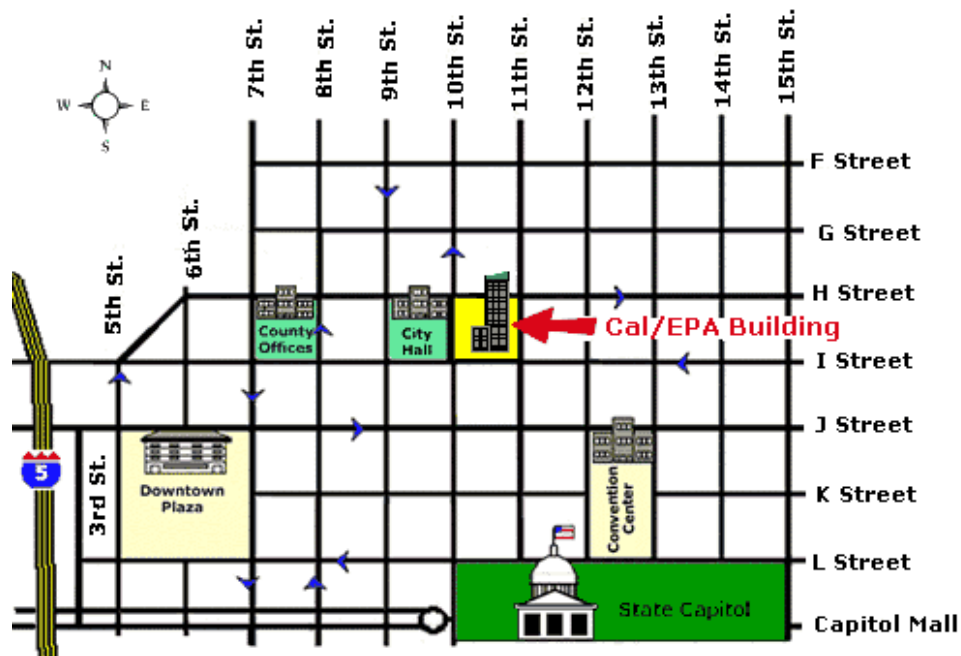 7th St.
8th St.
9th St.
10th St.
11th St.
12th St.
13th St.
14th St.
15th St.
N
W
E
S
F Street
6th St.
G Street
5th St.
H Street
County
Offices
City
Hall
Cal/EPA Building
I Street
J Street
5
3rd St.
Downtown
Plaza
Convention
Center
K Street
L Street
State Capitol
Capitol Mall